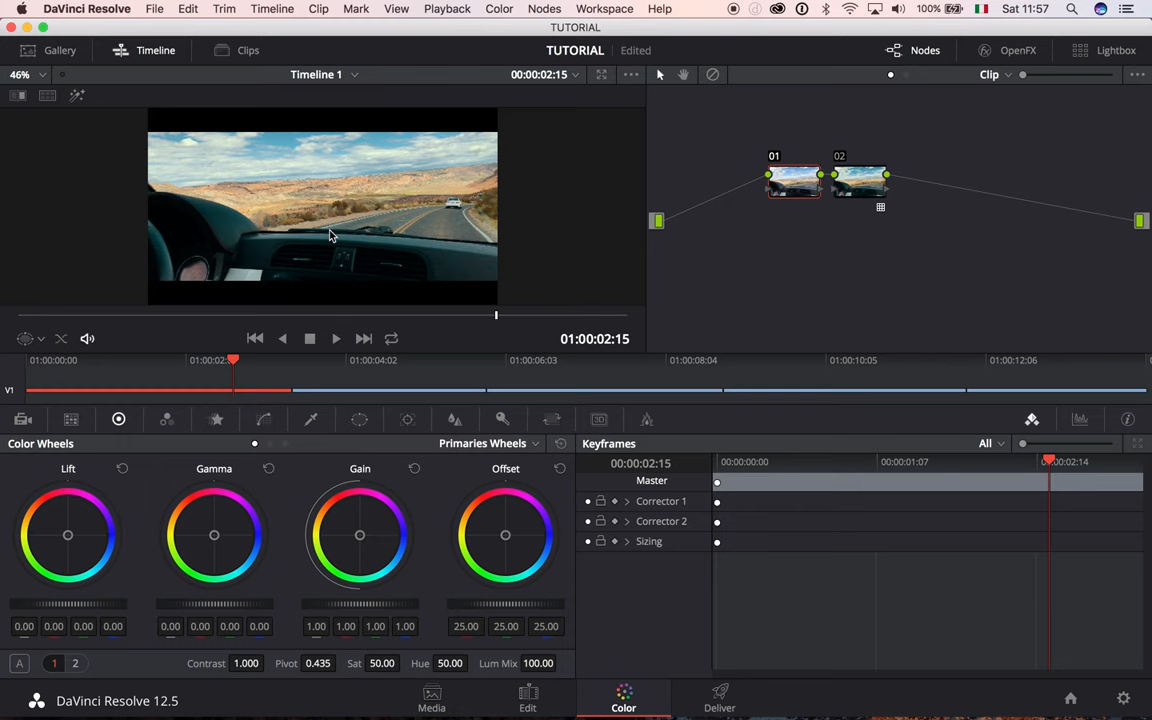 DaVinci Resolve File Edit Trim Timeline Clip Mark View Playback Color Nodes Workspace Help 100% Sat 11:57
TUTORIAL
Gallery Timeline Clips TUTORIAL Edited Nodes OpenFX Lightbox
46% Timeline 1 00:00:02:15 Clip
01 02
01:00:02:15
01:00:00:00 01:00:02: 01:00:04:02 01:00:06:03 01:00:08:04 01:00:10:05 01:00:12:06
V1
Color Wheels Primaries Wheels Keyframes All
Lift Gamma Gain Offset 00:00:02:15 00:00:00:00 00:00:01:07 00:00:02:14
Master
Corrector 1
Corrector 2
Sizing
0.00 0.00 0.00 0.00 0.00 0.00 0.00 0.00 1.00 1.00 1.00 1.00 25.00 25.00 25.00
A 1 2 Contrast 1.000 Pivot 0.435 Sat 50.00 Hue 50.00 Lum Mix 100.00
DaVinci Resolve 12.5 Media Edit Color Deliver